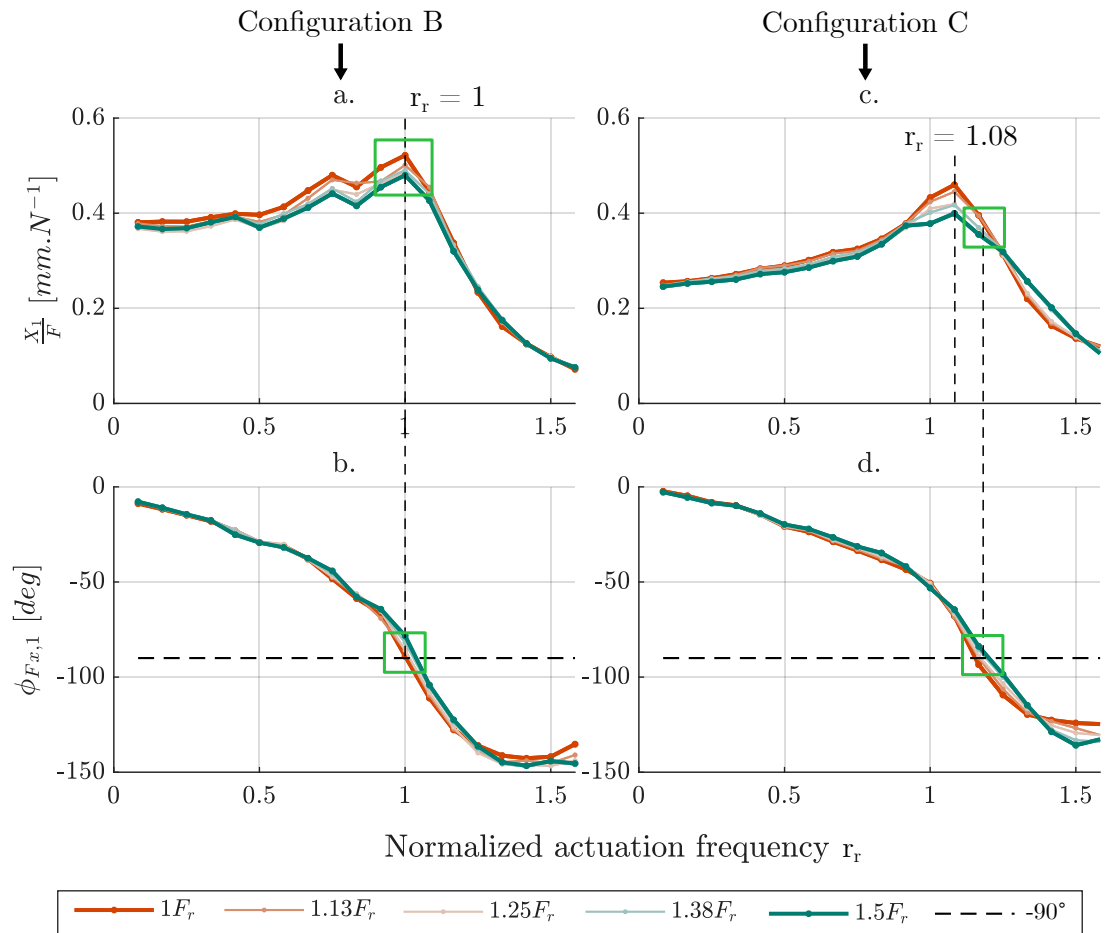 Configuration B
Configuration C
a.
r_r = 1
c.
r_r = 1.08
0.6
0.4
0.2
0
X_1/F [mm.N^{-1}]
0
0.5
1
1.5
0.6
0.4
0.2
0
0
0.5
1
1.5
b.
d.
0
-50
-100
-150
ϕ_{Fx,1} [deg]
0
0.5
1
1.5
0
-50
-100
-150
0
0.5
1
1.5
Normalized actuation frequency r_r
1F_r 1.13F_r 1.25F_r 1.38F_r 1.5F_r -90°